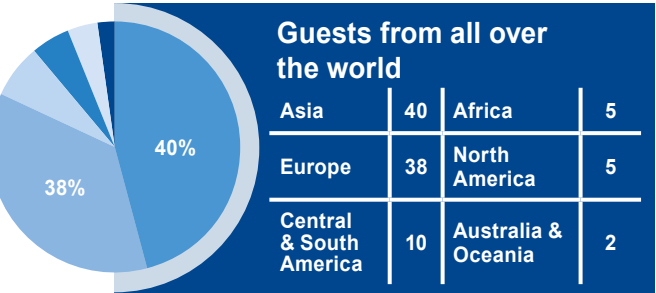 Guests from all over
the world
40%
38%
Asia 40 Africa 5
Europe 38 North
America 5
Central
& South
America 10 Australia &
Oceania 2